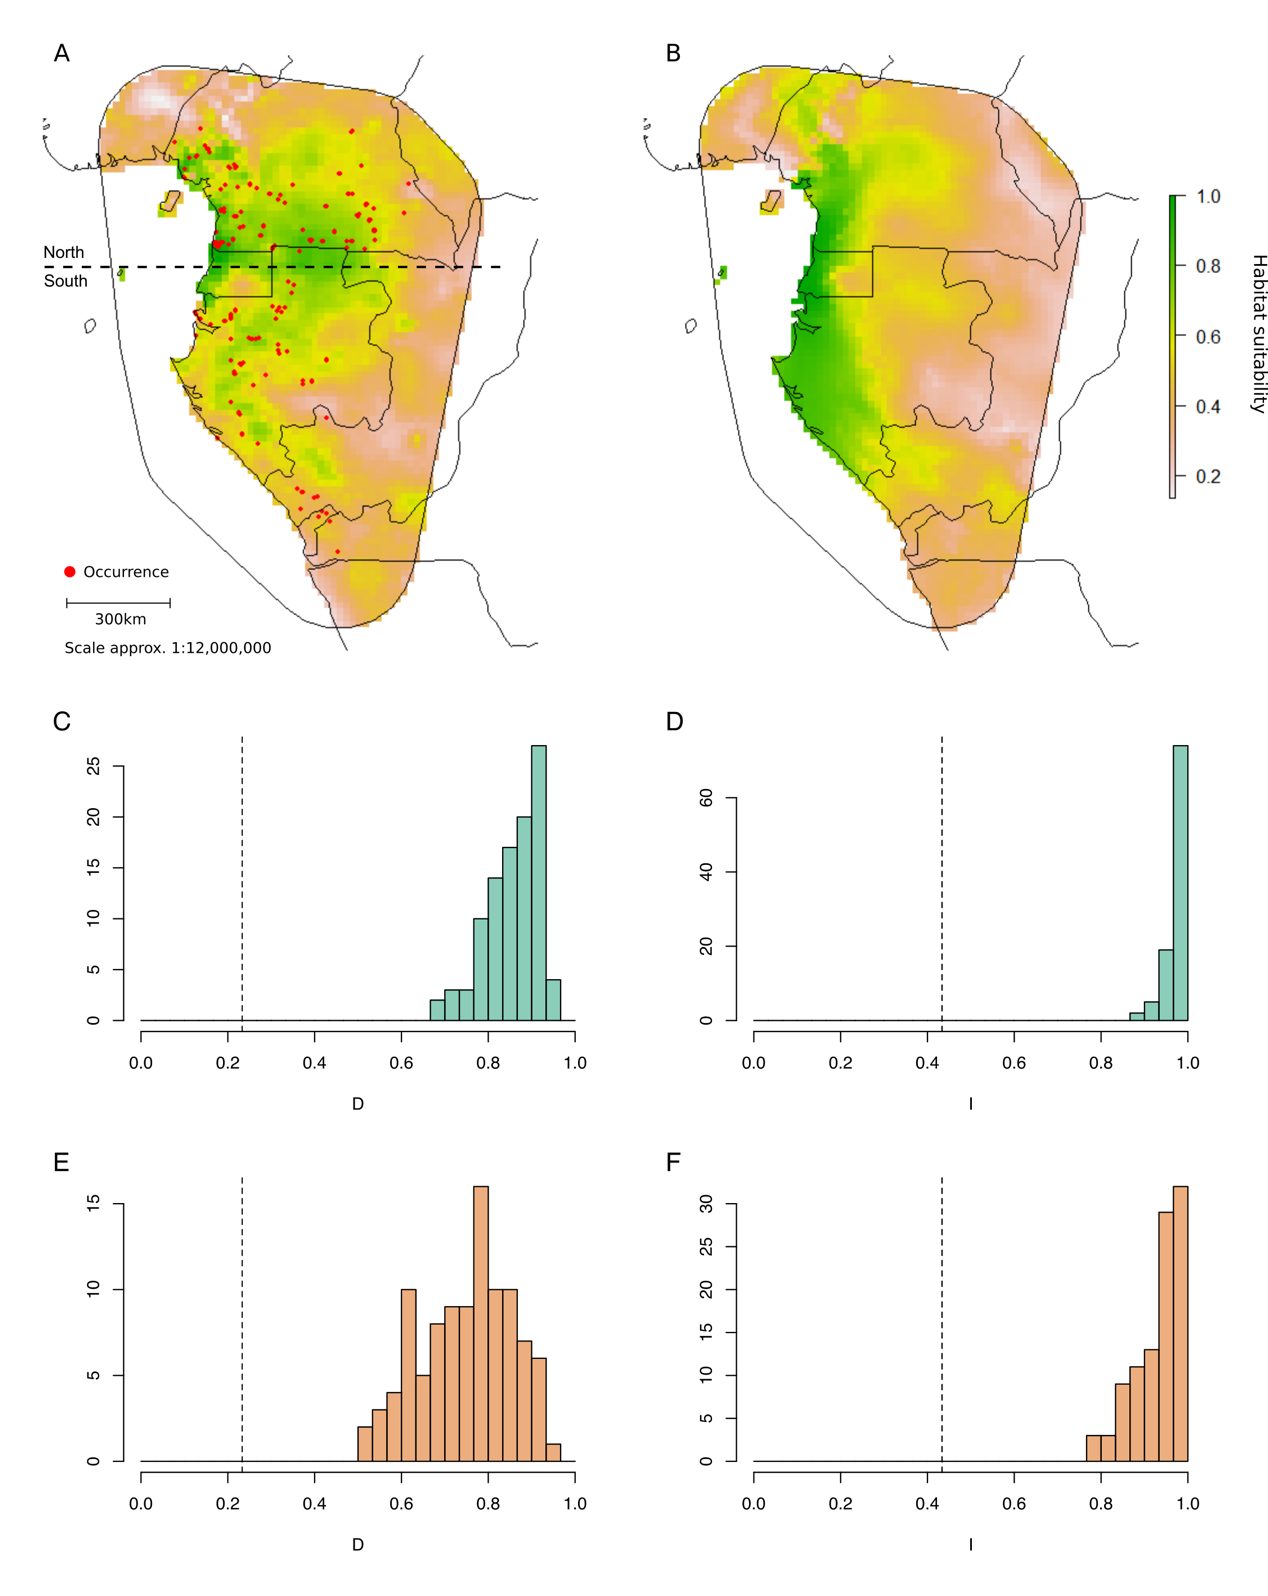 A
B
North
South
Occurrence
300km
Scale approx. 1:12,000,000
1.0
0.8
0.6
0.4
0.2
Habitat suitability
C
25
20
15
10
5
0
0.0 0.2 0.4 0.6 0.8 1.0
D
D
60
40
20
0
0.0 0.2 0.4 0.6 0.8 1.0
I
E
15
10
5
0
0.0 0.2 0.4 0.6 0.8 1.0
D
F
30
25
20
15
10
5
0
0.0 0.2 0.4 0.6 0.8 1.0
I